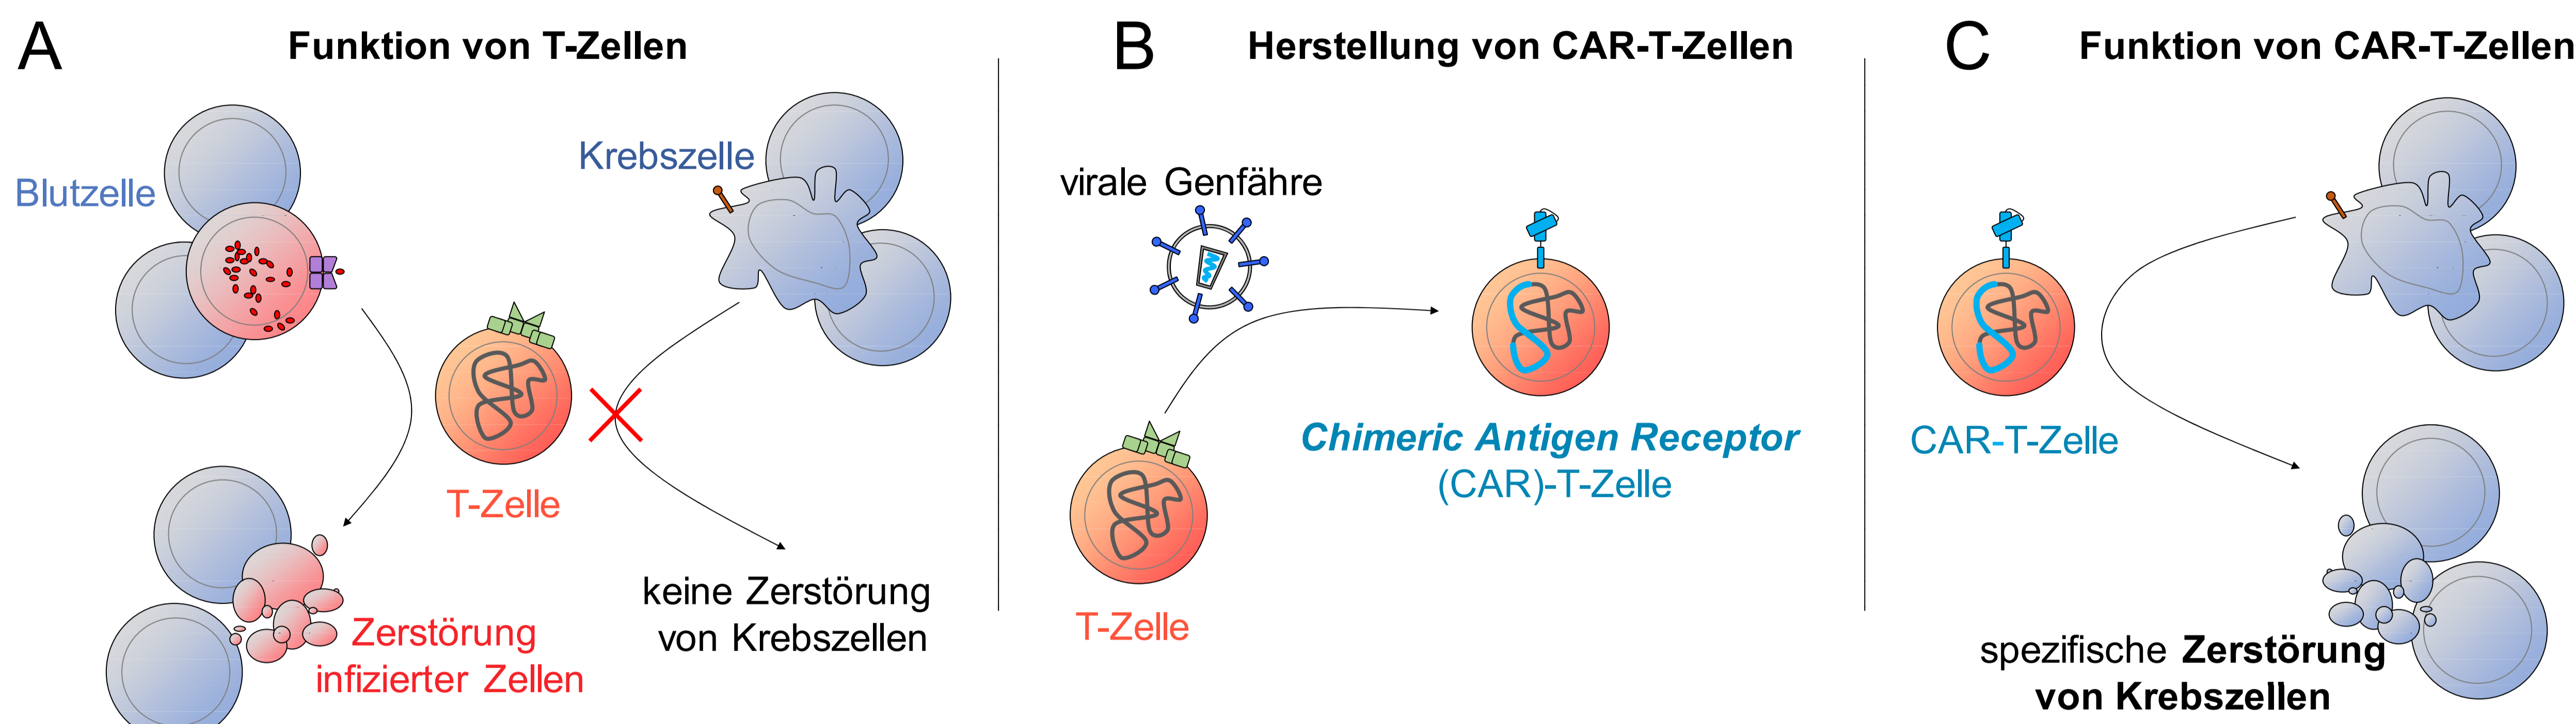 A
Funktion von T-Zellen
Blutzelle
Krebszelle
T-Zelle
Zerstörung
infizierter Zellen
keine Zerstörung
von Krebszellen
B
Herstellung von CAR-T-Zellen
virale Genfähre
T-Zelle
Chimeric Antigen Receptor
(CAR)-T-Zelle
C
Funktion von CAR-T-Zellen
CAR-T-Zelle
spezifische Zerstörung
von Krebszellen